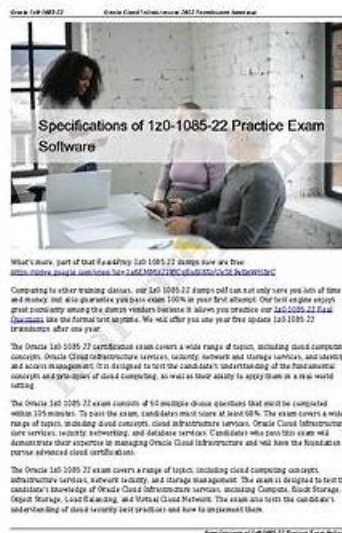 Oracle 1z0-1085-22
Oracle Cloud Infrastructure 2022 Foundations Associate
Specifications of 1z0-1085-22 Practice Exam
Software
What's more, part of that Real4Prep 1z0-1085-22 dumps now are free:
Comparing to other training classes, our 1z0-1085-22 dumps pdf can not only save you lots of time
and money, but also guarantee you pass exam 100% in your first attempt. Our test engine enjoys
great popularity among the dumps vendors because it allows you practice our 1z0-1085-22 Real
Questions like the formal test anytime. We will offer you one year free update 1z0-1085-22
braindumps after one year.
The Oracle 1z0-1085-22 certification exam covers a wide range of topics, including cloud computing
concepts, Oracle Cloud Infrastructure services, security, network and storage services, and identity
and access management. It is designed to test the candidate's understanding of the fundamental
concepts and principles of cloud computing, as well as their ability to apply them in a real world
setting.
The Oracle 1z0-1085-22 exam consists of 60 multiple choice questions that must be completed
within 105 minutes. To pass the exam, candidates must score at least 68%. The exam covers a wide
range of topics, including cloud concepts, cloud infrastructure services, Oracle Cloud Infrastructure
core services, security, networking, and database services. Candidates who pass this exam will
demonstrate their expertise in managing Oracle Cloud Infrastructure and will have the foundation
pursue advanced cloud certifications.
The Oracle 1z0-1085-22 exam covers a range of topics, including cloud computing concepts,
infrastructure services, network security, and storage management. The exam is designed to test t
candidate's knowledge of Oracle Cloud Infrastructure services, including Compute, Block Storage,
Object Storage, Load Balancing, and Virtual Cloud Network. The exam also tests the candidate's
understanding of cloud security best practices and how to implement them.